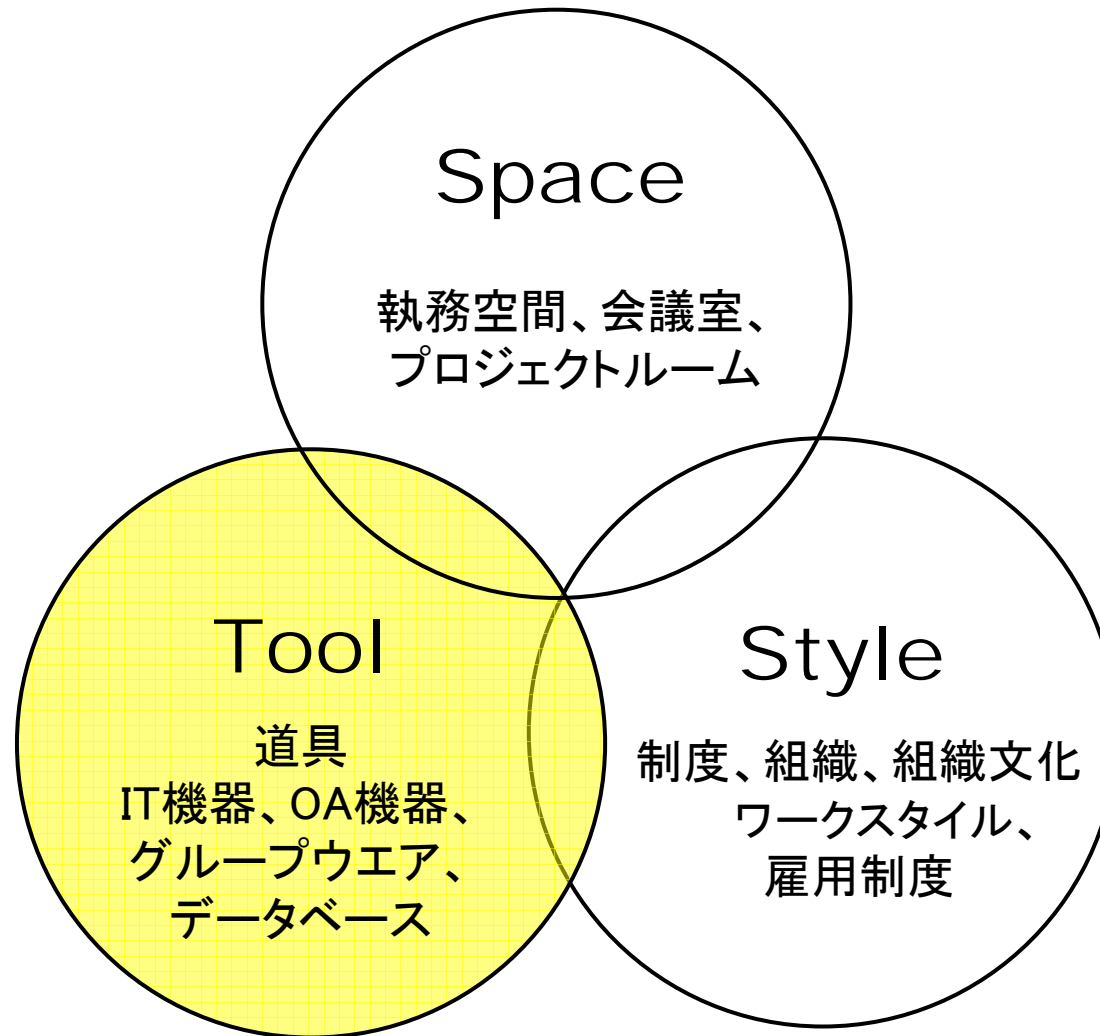 Space
執務空間、会議室、
プロジェクトルーム
Tool
道具
IT機器、OA機器、
グループウエア、
データベース
Style
制度、組織、組織文化
ワークスタイル、
雇用制度